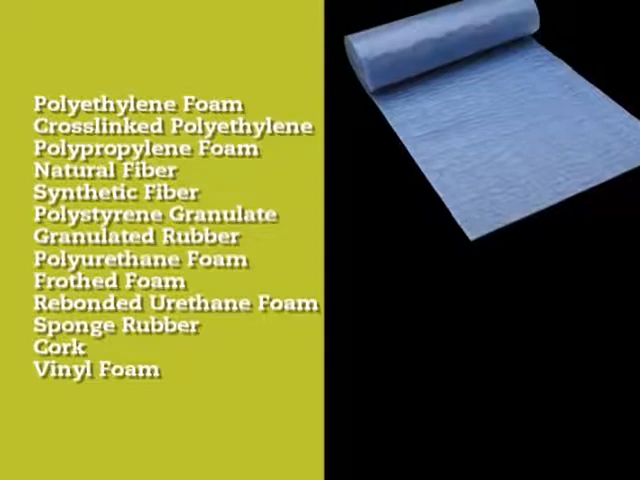 Polyethylene Foam
Crosslinked Polyethylene
Polypropylene Foam
Natural Fiber
Synthetic Fiber
Polystyrene Granulate
Granulated Rubber
Polyurethane Foam
Frothed Foam
Rebonded Urethane Foam
Sponge Rubber
Cork
Vinyl Foam